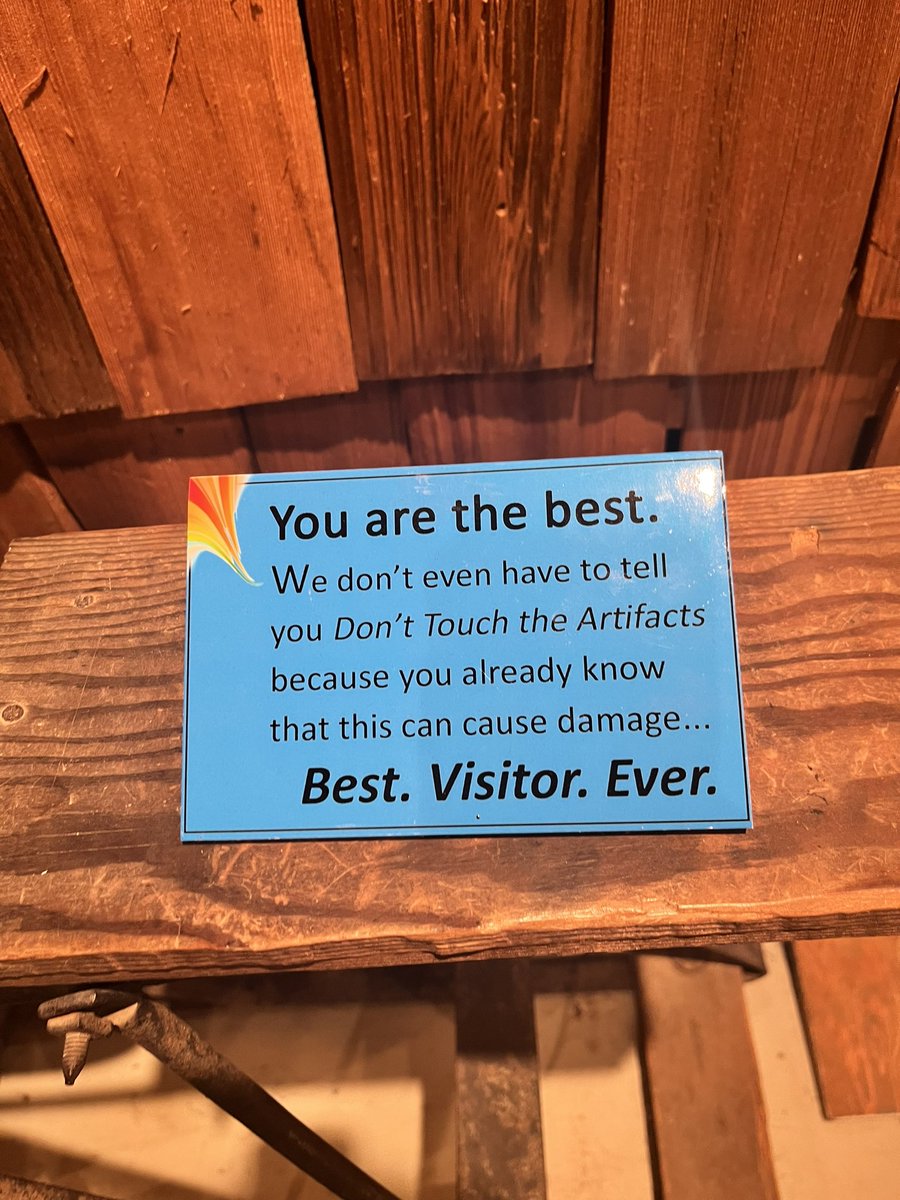 You are the best.
We don't even have to tell
you Don't Touch the Artifacts
because you already know
that this can cause damage...
Best. Visitor. Ever.